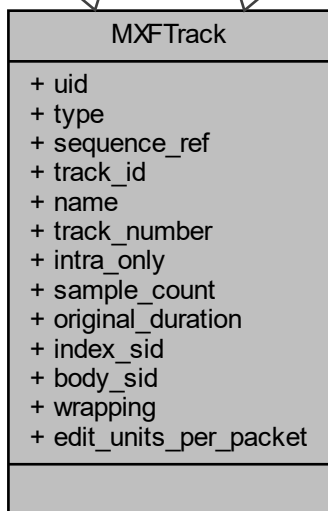 MXFTrack
+ uid
+ type
+ sequence_ref
+ track_id
+ name
+ track_number
+ intra_only
+ sample_count
+ original_duration
+ index_sid
+ body_sid
+ wrapping
+ edit_units_per_packet